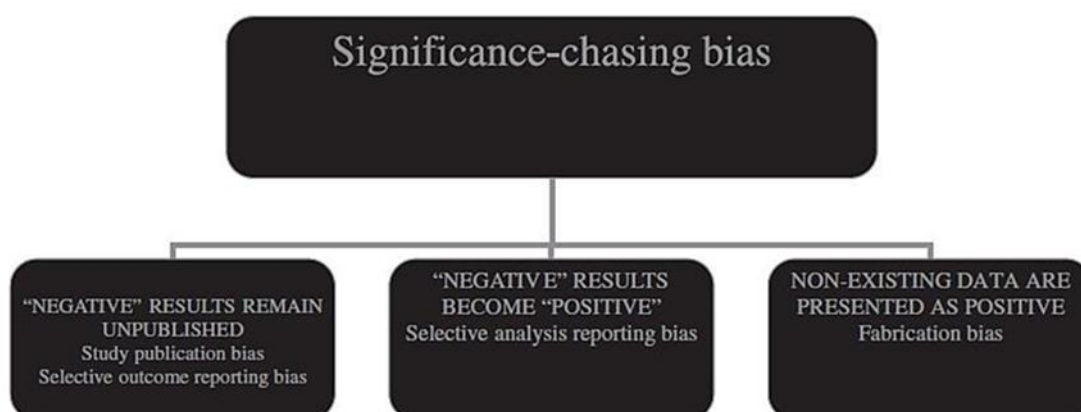 Significance-chasing bias
“NEGATIVE” RESULTS REMAIN
UNPUBLISHED
Study publication bias
Selective outcome reporting bias
“NEGATIVE” RESULTS
BECOME “POSITIVE”
Selective analysis reporting bias
NON-EXISTING DATA ARE
PRESENTED AS POSITIVE
Fabrication bias